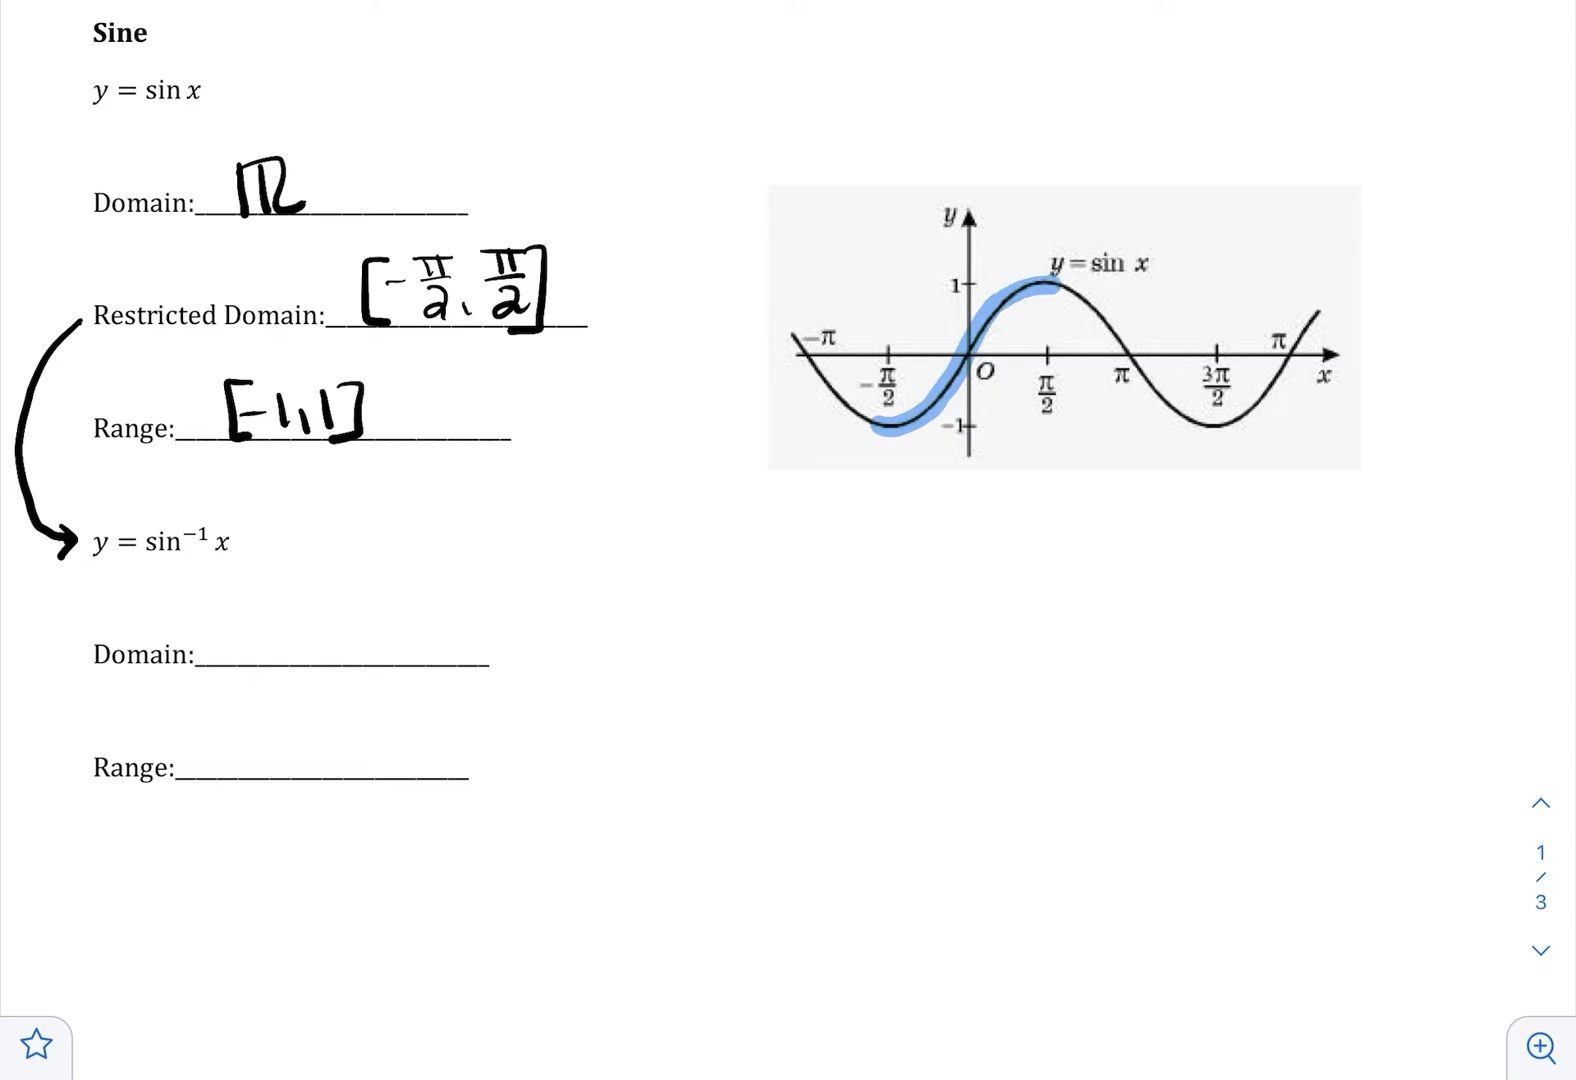 Sine
y = sin x
Domain: ℝ
Restricted Domain: [-π/2, π/2]
Range: [-1,1]
y = sin⁻¹ x
Domain:
Range:
y
y = sin x
1
-π
-π/2
O
π/2
π
3π/2
π
x
-1
1
/
3